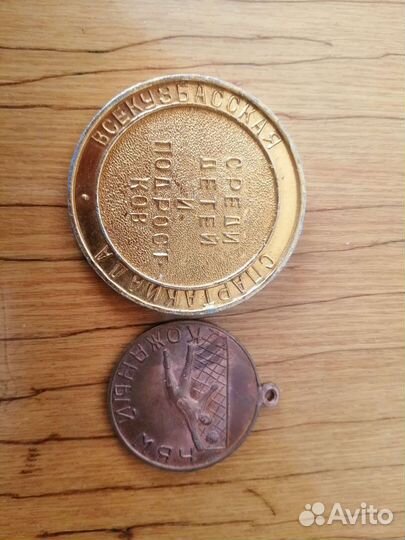 ВСЕКУЗБАССКАЯ
СПАРТАКИАДА
СРЕДИ
ДЕТЕЙ
И
ПОДРОСТ-
КОВ
КОЖАНЫЙ МЯЧ
Avito